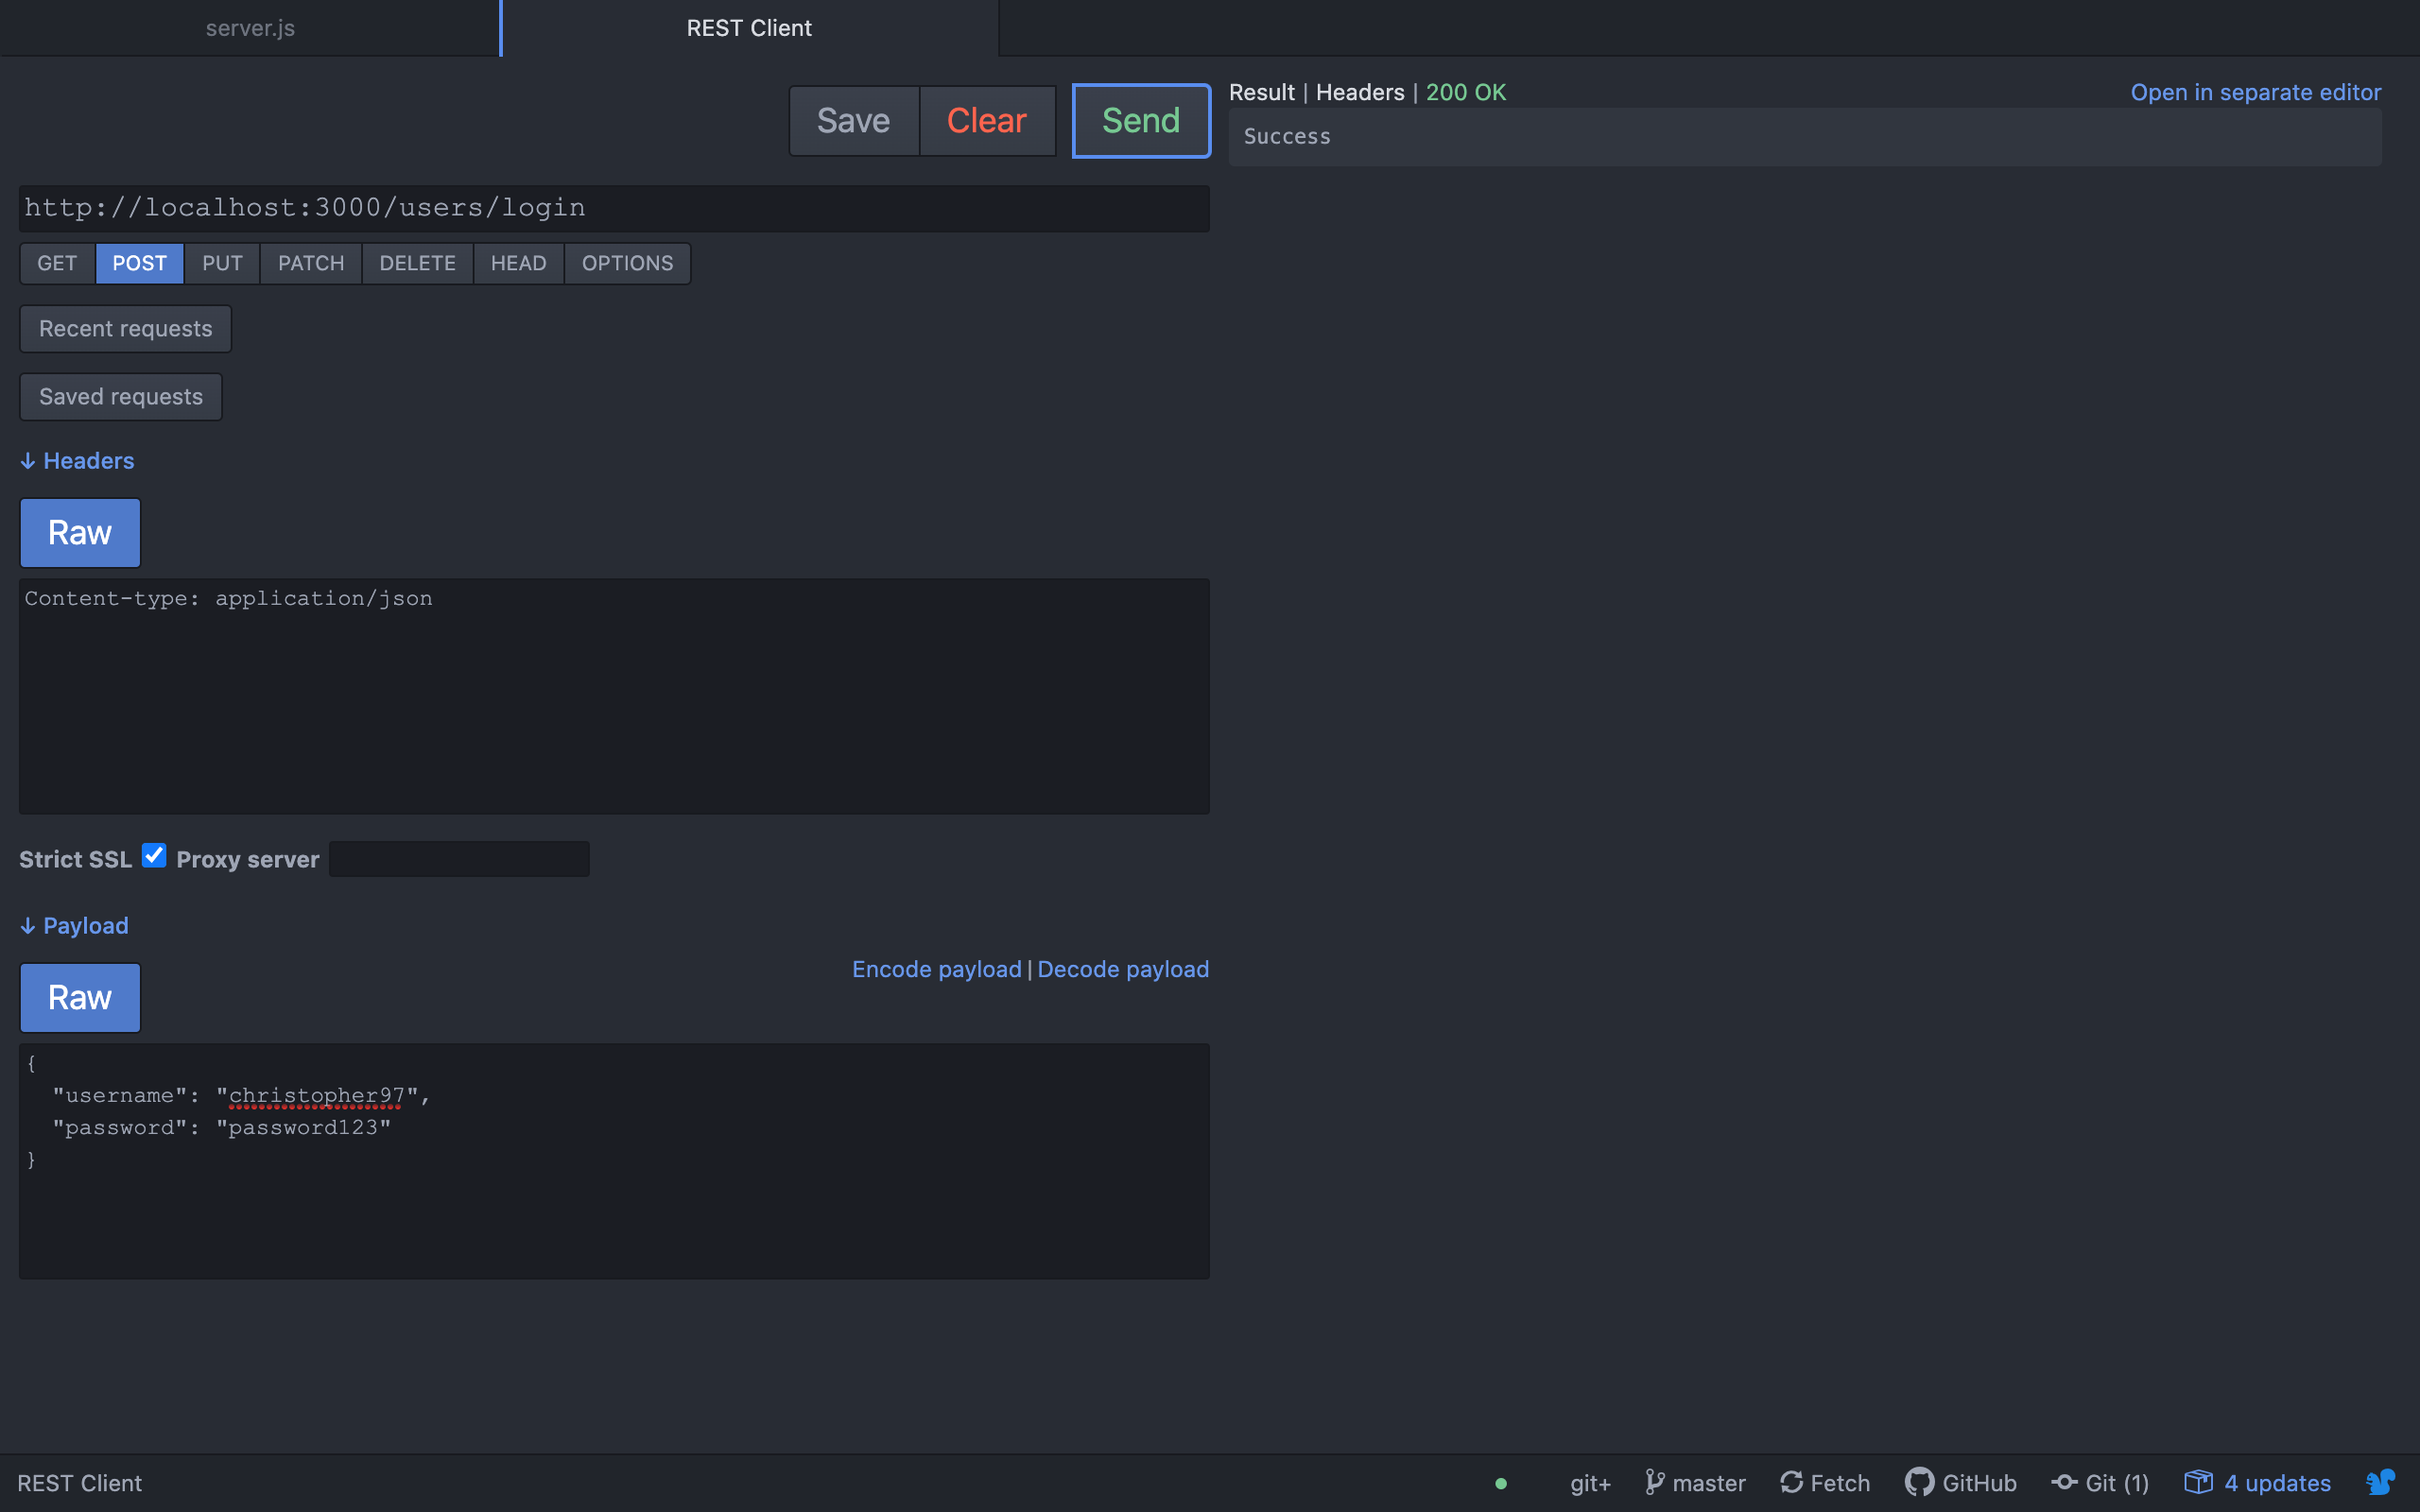 server.js
REST Client
Save
Clear
Send
Result | Headers | 200 OK
Open in separate editor
Success
http://localhost:3000/users/login
GET
POST
PUT
PATCH
DELETE
HEAD
OPTIONS
Recent requests
Saved requests
Headers
Raw
Content-type: application/json
Strict SSL
Proxy server
Payload
Raw
Encode payload | Decode payload
{
"username": "christopher97",
"password": "password123"
}
REST Client
git+
master
Fetch
GitHub
Git (1)
4 updates